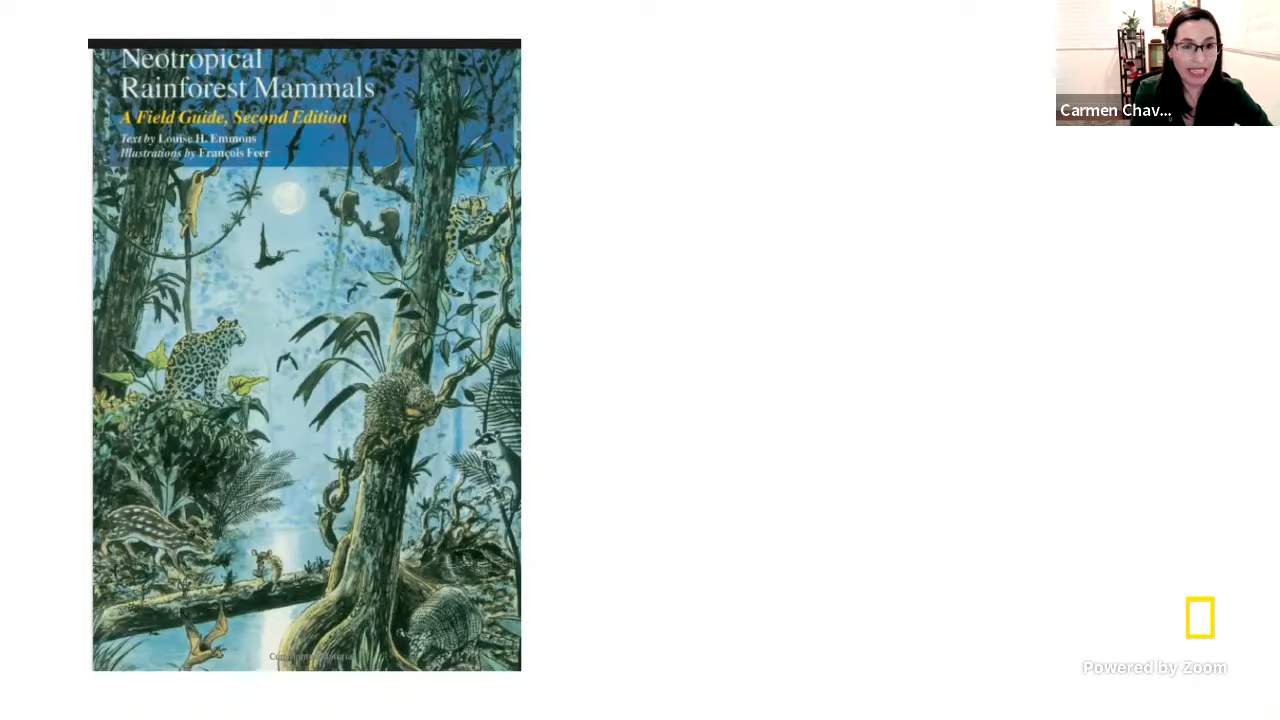 Neotropical
Rainforest Mammals
A Field Guide, Second Edition
Text by Louise H. Emmons
Illustrations by François Feer
Carmen Chav...
Powered by Zoom